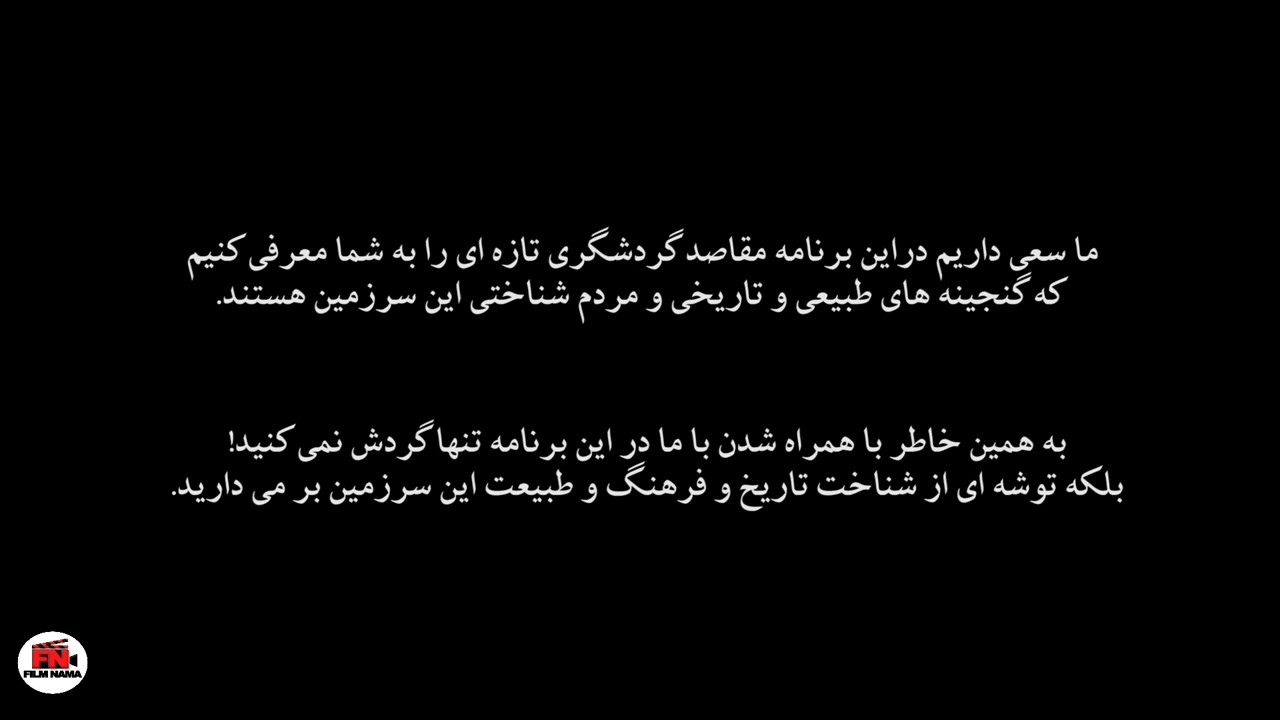 ما سعی داریم دراین برنامه مقاصد گردشگری تازه ای را به شما معرفی کنیم
که گنجینه های طبیعی و تاریخی و مردم شناختی این سرزمین هستند.
به همین خاطر با همراه شدن با ما در این برنامه تنها گردش نمی کنید!
بلکه توشه ای از شناخت تاریخ و فرهنگ و طبیعت این سرزمین بر می دارید.
FN
FILM NAMA